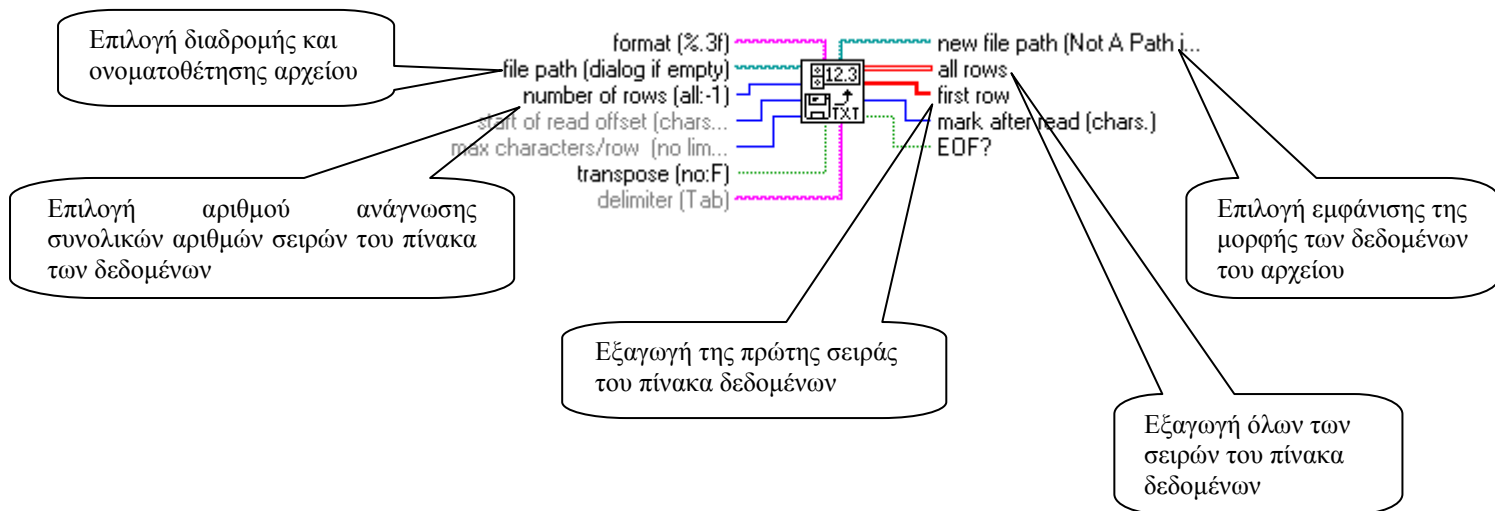 Επιλογή διαδρομής και
ονοματοθέτησης αρχείου
format (%.3f)
file path (dialog if empty)
number of rows (all:-1)
start of read offset (chars...
max characters/row (no lim...
transpose (no:F)
delimiter (Tab)
12.3
TXT
new file path (Not A Path i...
all rows
first row
mark after read (chars.)
EOF?
Επιλογή αριθμού ανάγνωσης
συνολικών αριθμών σειρών του πίνακα
των δεδομένων
Επιλογή εμφάνισης της
μορφής των δεδομένων
του αρχείου
Εξαγωγή της πρώτης σειράς
του πίνακα δεδομένων
Εξαγωγή όλων των
σειρών του πίνακα
δεδομένων